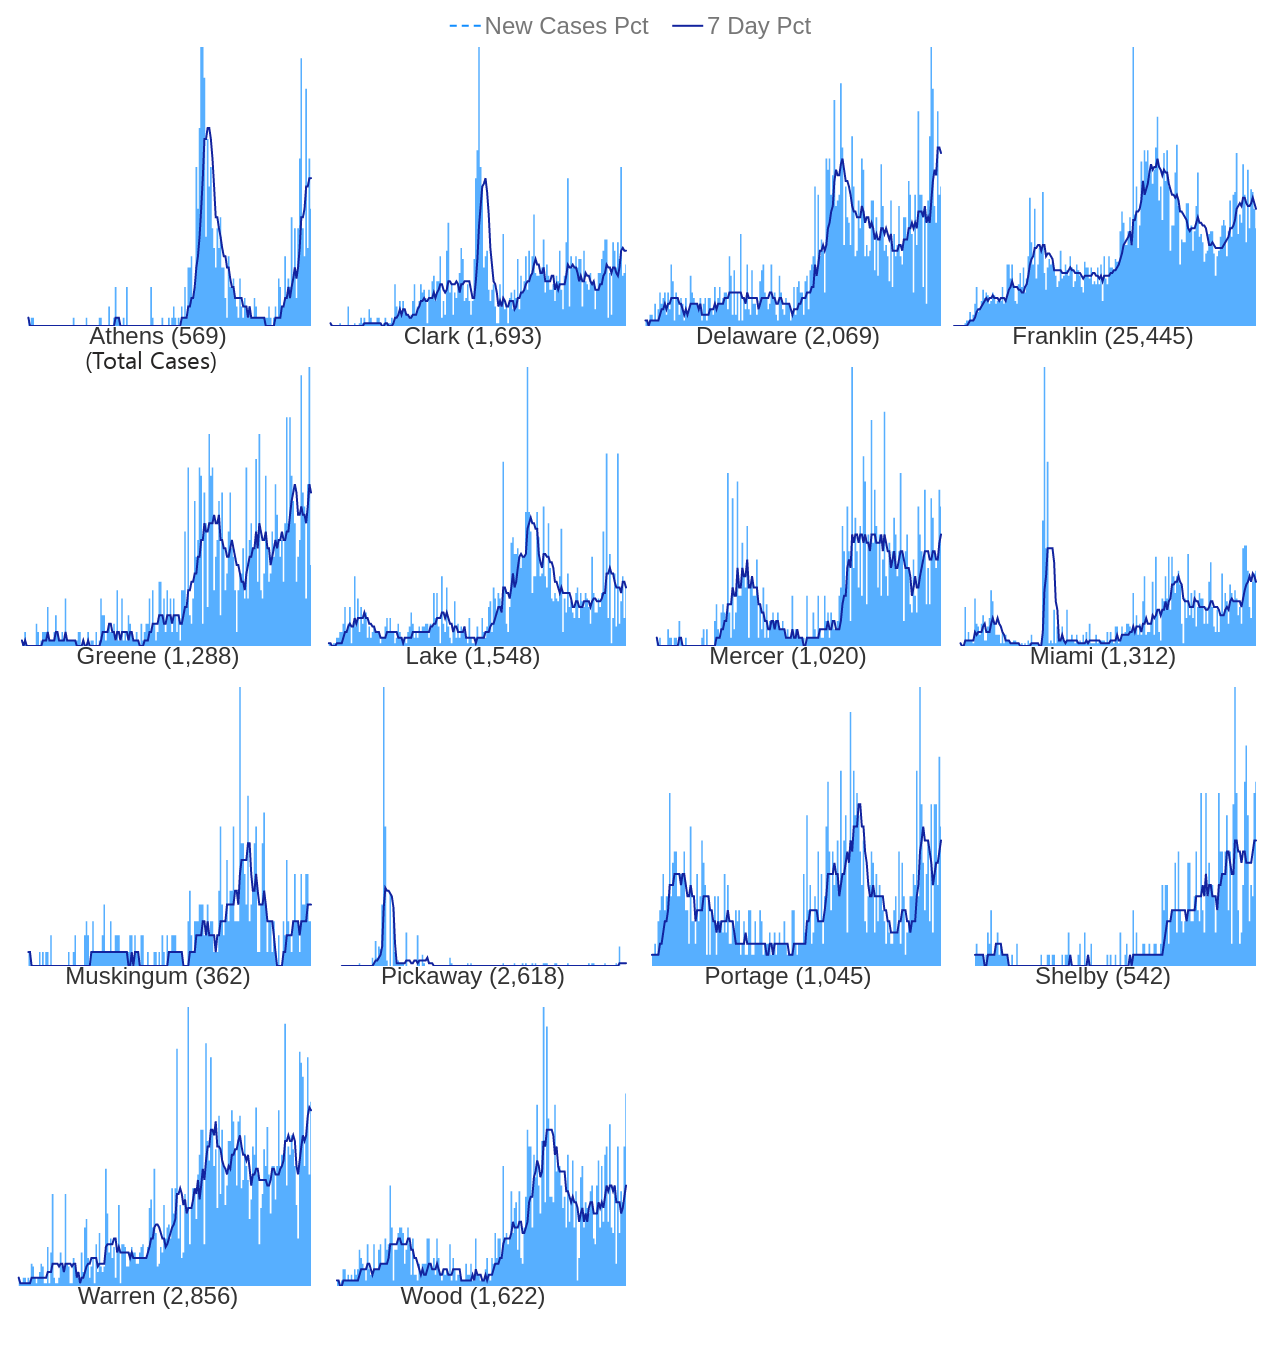 New Cases Pct 7 Day Pct
Athens (569) Clark (1,693) Delaware (2,069) Franklin (25,445)
(Total Cases)
Greene (1,288) Lake (1,548) Mercer (1,020) Miami (1,312)
Muskingum (362) Pickaway (2,618) Portage (1,045) Shelby (542)
Warren (2,856) Wood (1,622)